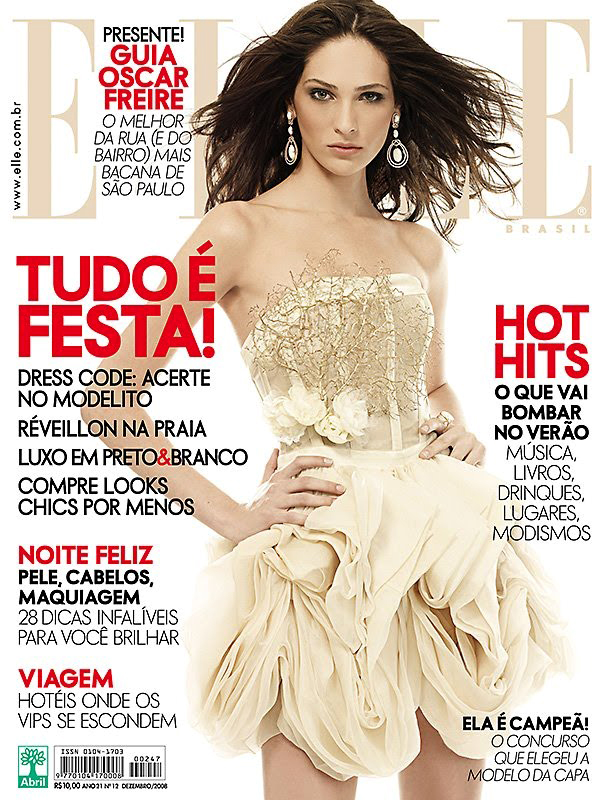 PRESENTE!
GUIA
OSCAR
FREIRE
O MELHOR
DA RUA (E DO
BAIRRO) MAIS
BACANA DE
SÃO PAULO
www.elle.com.br
ELLE
BRASIL
TUDO É
FESTA!
DRESS CODE: ACERTE
NO MODELITO
RÉVEILLON NA PRAIA
LUXO EM PRETO&BRANCO
COMPRE LOOKS
CHICS POR MENOS
HOT
HITS
O QUE VAI
BOMBAR
NO VERÃO
MÚSICA,
LIVROS,
DRINQUES,
LUGARES,
MODISMOS
NOITE FELIZ
PELE, CABELOS,
MAQUIAGEM
28 DICAS INFALÍVEIS
PARA VOCÊ BRILHAR
VIAGEM
HOTÉIS ONDE OS
VIPS SE ESCONDEM
ELA É CAMPEÃ!
O CONCURSO
QUE ELEGEU A
MODELO DA CAPA
Abril
ISSN 0104-1703
00247
9 770104 170008
R$10,00 ANO 21 Nº 12 DEZEMBRO/2008